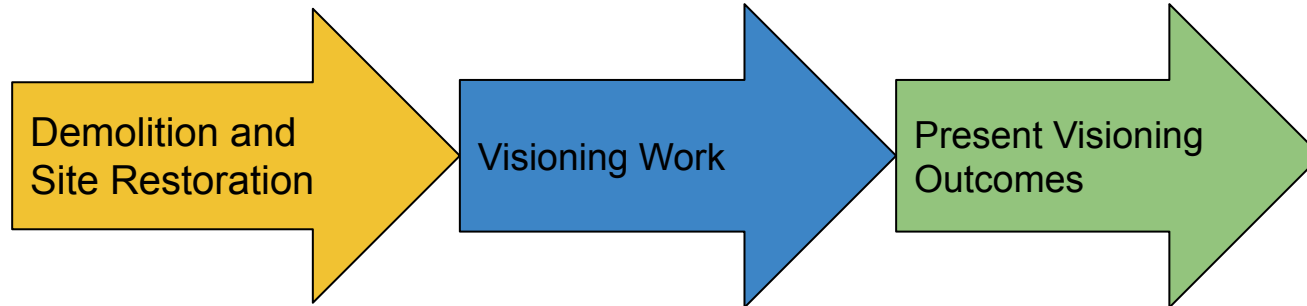 Demolition and
Site Restoration
Visioning Work
Present Visioning
Outcomes